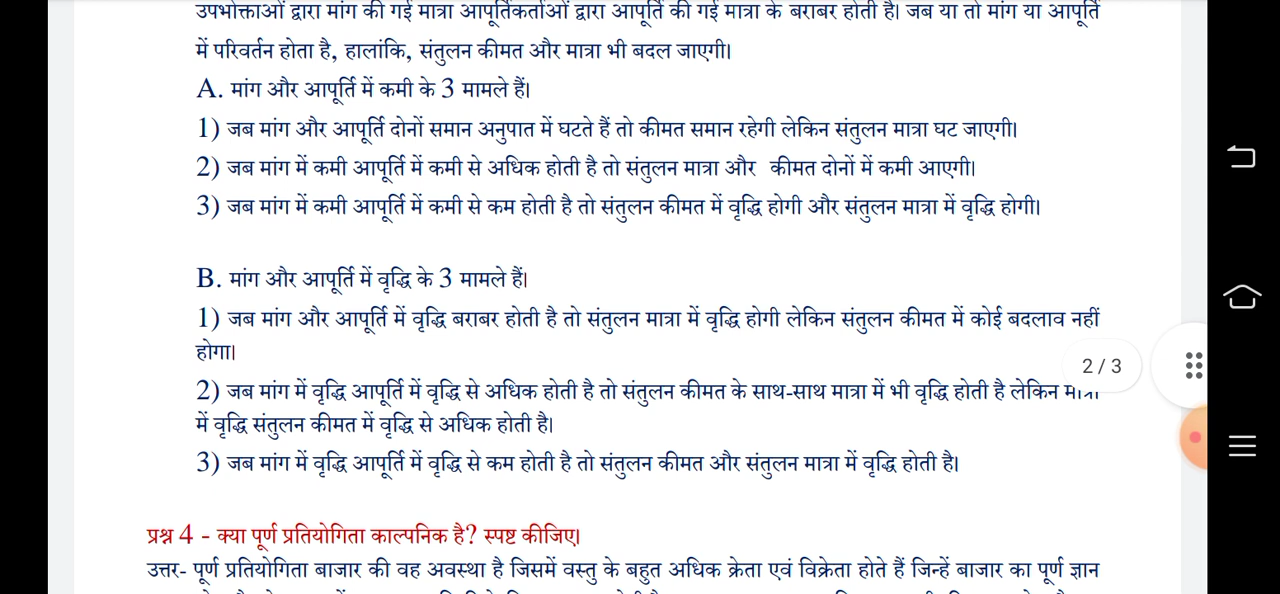 उपभोक्ताओं द्वारा मांग की गई मात्रा आपूर्तिकर्ताओं द्वारा आपूर्ति की गई मात्रा के बराबर होती है। जब या तो मांग या आपूर्ति
में परिवर्तन होता है, हालांकि, संतुलन कीमत और मात्रा भी बदल जाएगी।
A. मांग और आपूर्ति में कमी के 3 मामले हैं।
1) जब मांग और आपूर्ति दोनों समान अनुपात में घटते हैं तो कीमत समान रहेगी लेकिन संतुलन मात्रा घट जाएगी।
2) जब मांग में कमी आपूर्ति में कमी से अधिक होती है तो संतुलन मात्रा और कीमत दोनों में कमी आएगी।
3) जब मांग में कमी आपूर्ति में कमी से कम होती है तो संतुलन कीमत में वृद्धि होगी और संतुलन मात्रा में वृद्धि होगी।
B. मांग और आपूर्ति में वृद्धि के 3 मामले हैं।
1) जब मांग और आपूर्ति में वृद्धि बराबर होती है तो संतुलन मात्रा में वृद्धि होगी लेकिन संतुलन कीमत में कोई बदलाव नहीं
होगा।
2 / 3
2) जब मांग में वृद्धि आपूर्ति में वृद्धि से अधिक होती है तो संतुलन कीमत के साथ-साथ मात्रा में भी वृद्धि होती है लेकिन मात्रा
में वृद्धि संतुलन कीमत में वृद्धि से अधिक होती है।
3) जब मांग में वृद्धि आपूर्ति में वृद्धि से कम होती है तो संतुलन कीमत और संतुलन मात्रा में वृद्धि होती है।
प्रश्न 4 - क्या पूर्ण प्रतियोगिता काल्पनिक है? स्पष्ट कीजिए।
उत्तर- पूर्ण प्रतियोगिता बाजार की वह अवस्था है जिसमें वस्तु के बहुत अधिक क्रेता एवं विक्रेता होते हैं जिन्हें बाजार का पूर्ण ज्ञान